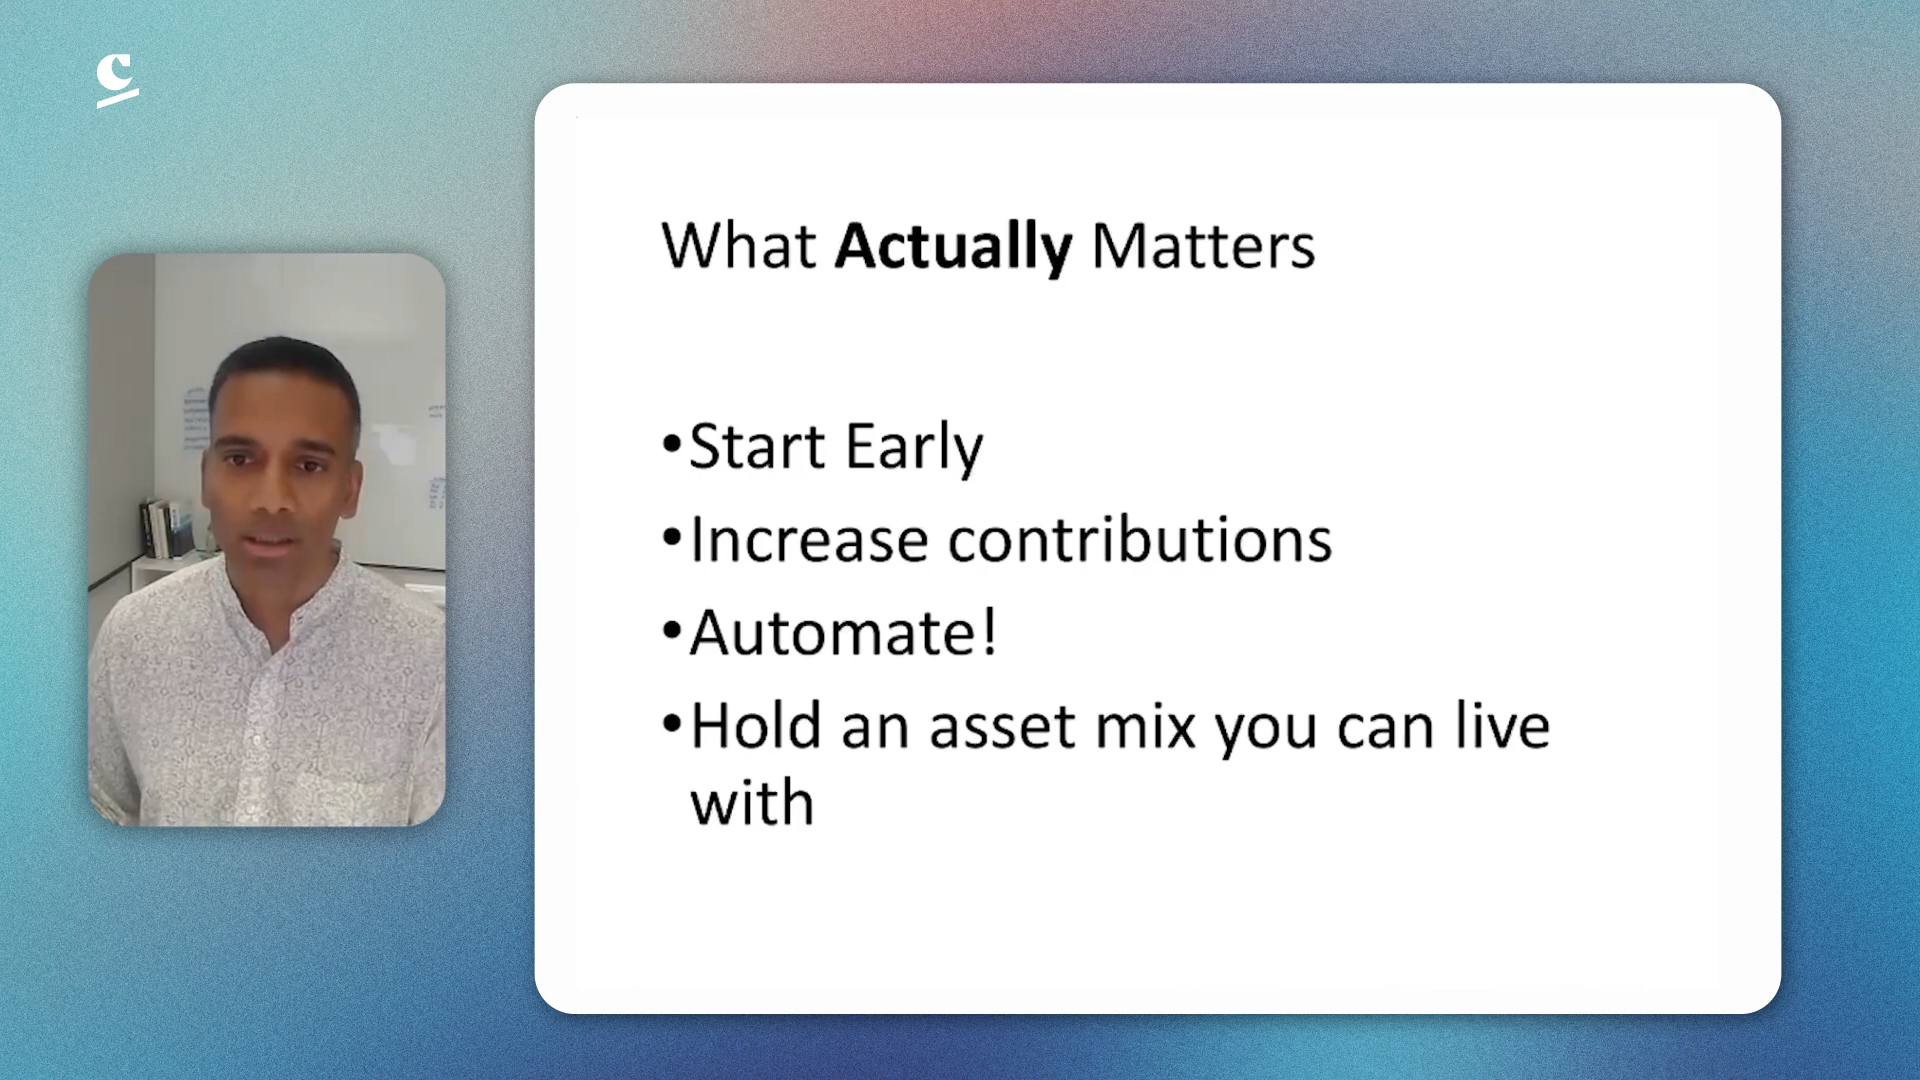 What Actually Matters
•Start Early
•Increase contributions
•Automate!
•Hold an asset mix you can live
with